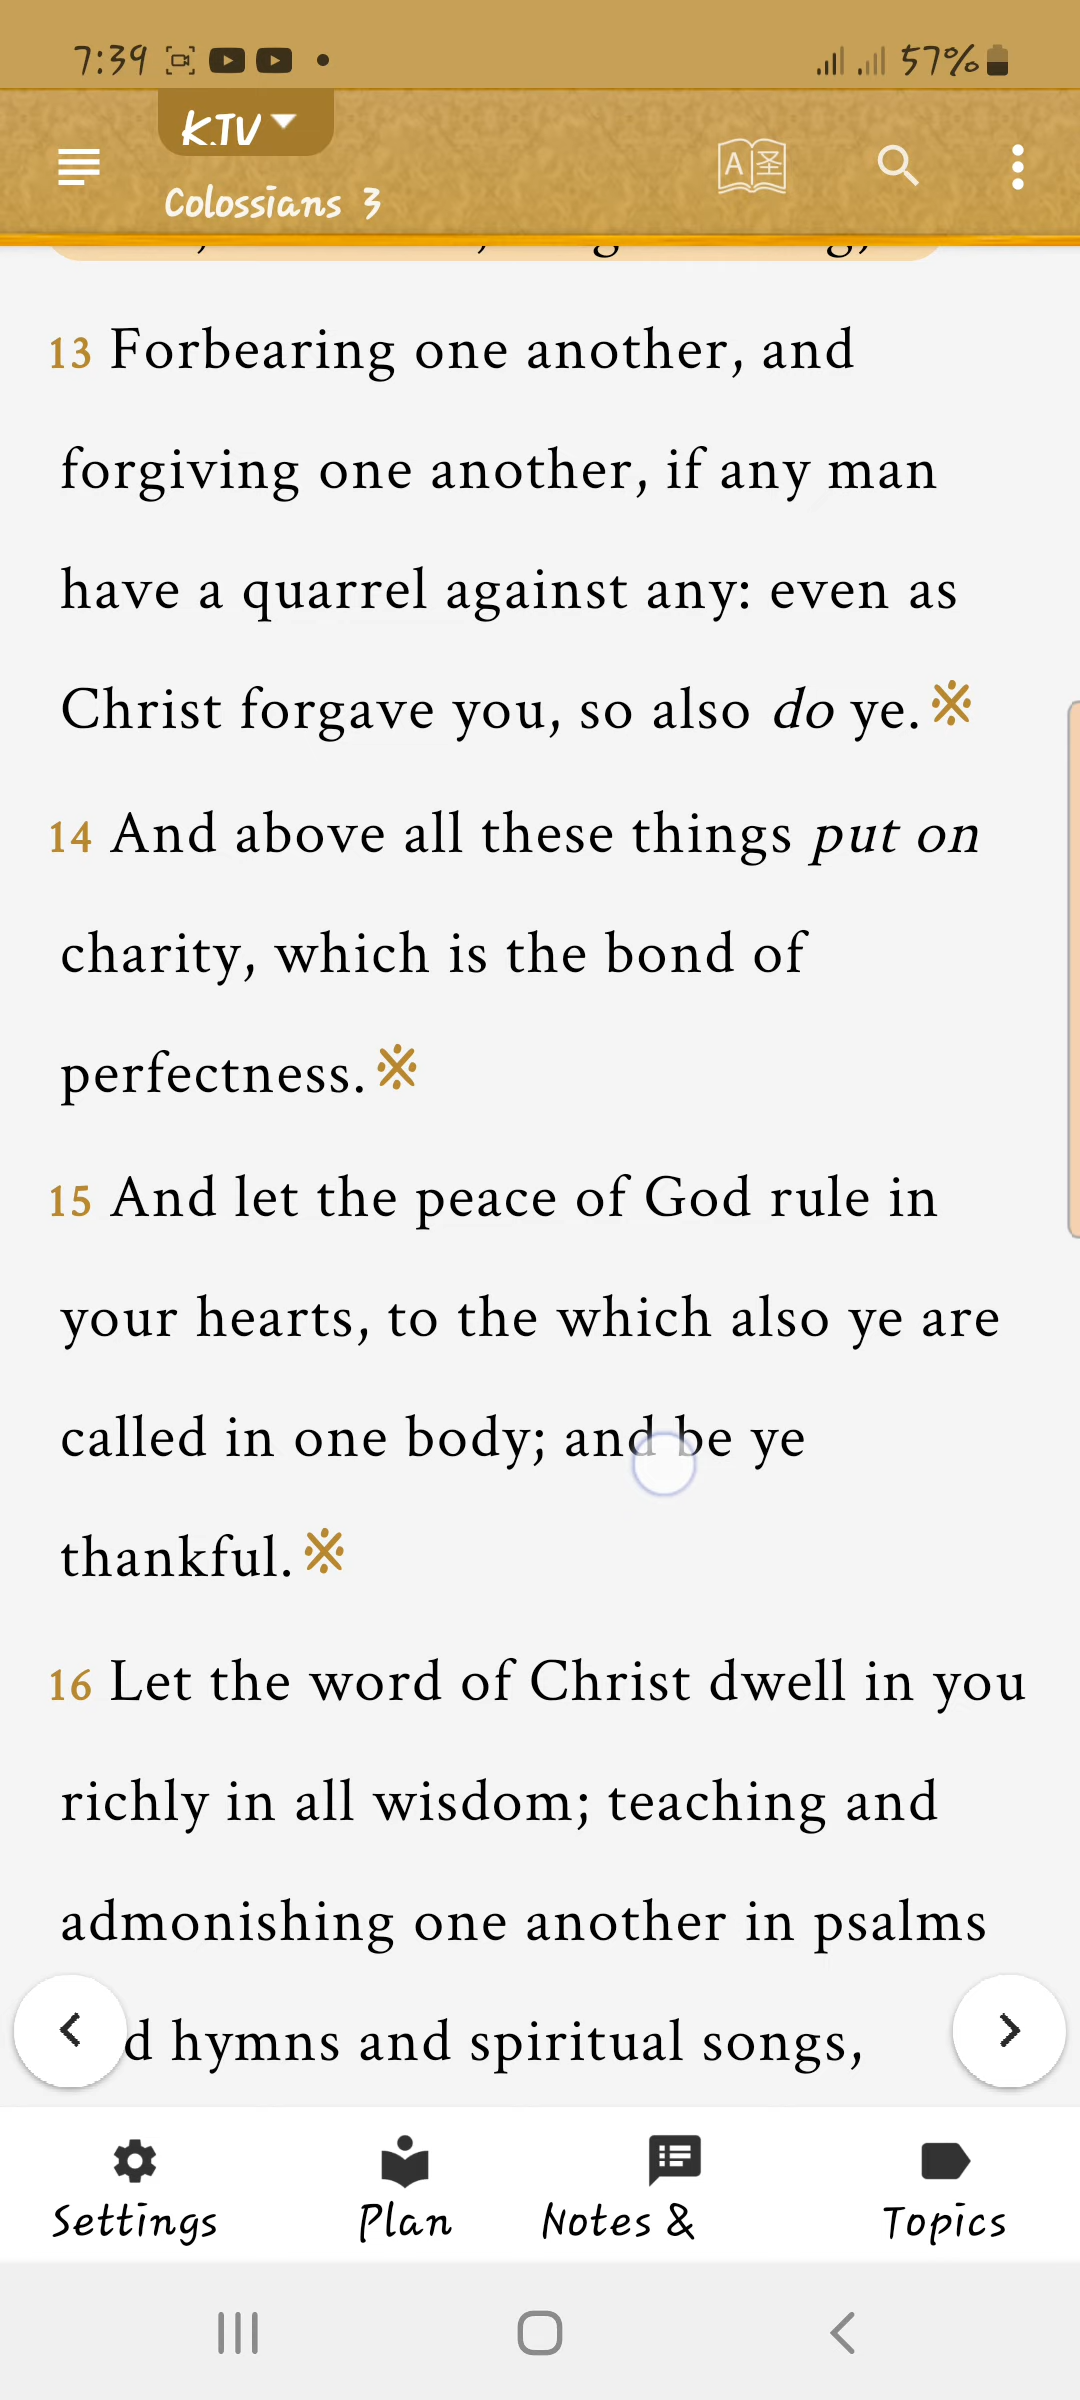 7:39
57%
KJV
Colossians 3
13 Forbearing one another, and
forgiving one another, if any man
have a quarrel against any: even as
Christ forgave you, so also do ye.※
14 And above all these things put on
charity, which is the bond of
perfectness.※
15 And let the peace of God rule in
your hearts, to the which also ye are
called in one body; and be ye
thankful.※
16 Let the word of Christ dwell in you
richly in all wisdom; teaching and
admonishing one another in psalms
d hymns and spiritual songs,
Settings Plan Notes & Topics